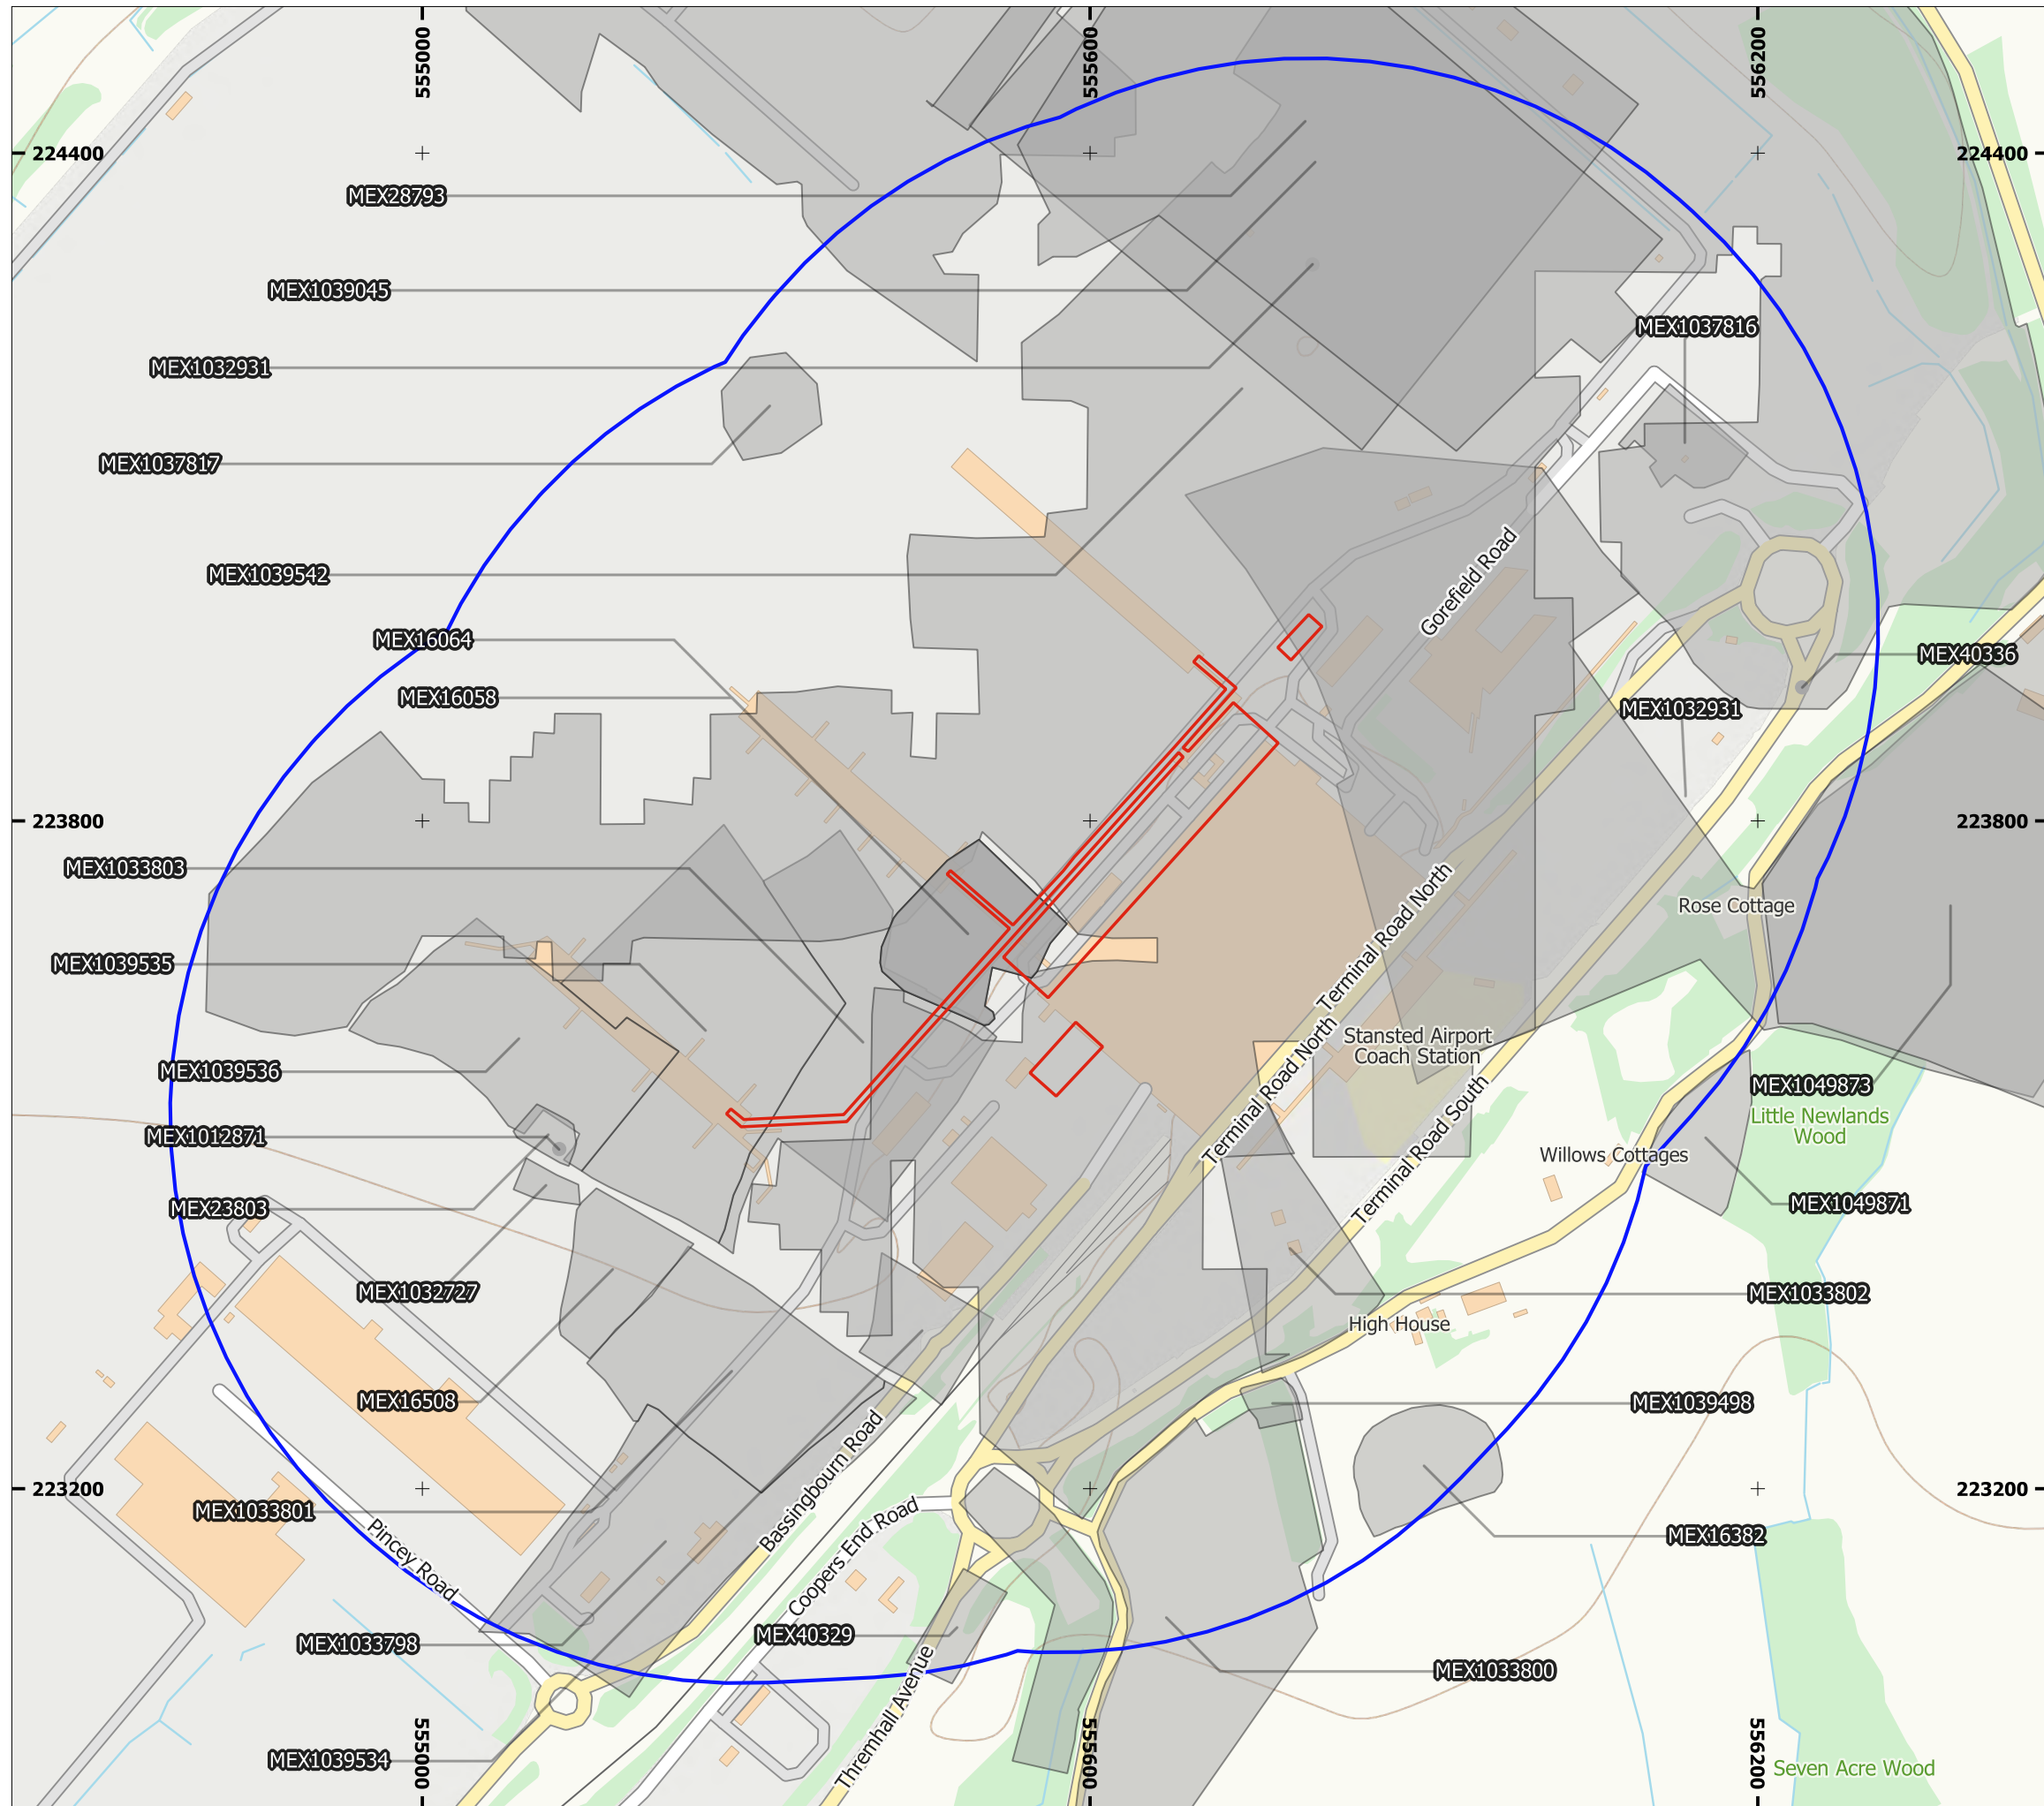 555000
555600
556200
224400
224400
MEX28793
MEX1039045
MEX1037816
MEX1032931
MEX1037817
Gorefield Road
MEX1039542
MEX16064
MEX40336
MEX16058
MEX1032931
223800
223800
MEX1033803
Terminal Road North
Rose Cottage
MEX1039535
Terminal Road North
Stansted Airport
Coach Station
MEX1039536
Terminal Road South
MEX1049873
Little Newlands
Wood
MEX1012871
Willows Cottages
MEX23803
MEX1049871
MEX1032727
MEX1033802
High House
MEX16508
MEX1039498
Bassingbourn Road
223200
223200
MEX1033801
Pincey Road
Coopers End Road
MEX16382
MEX1033798
MEX40329
MEX1033800
Thremhall Avenue
MEX1039534
Seven Acre Wood
555000
555600
556200